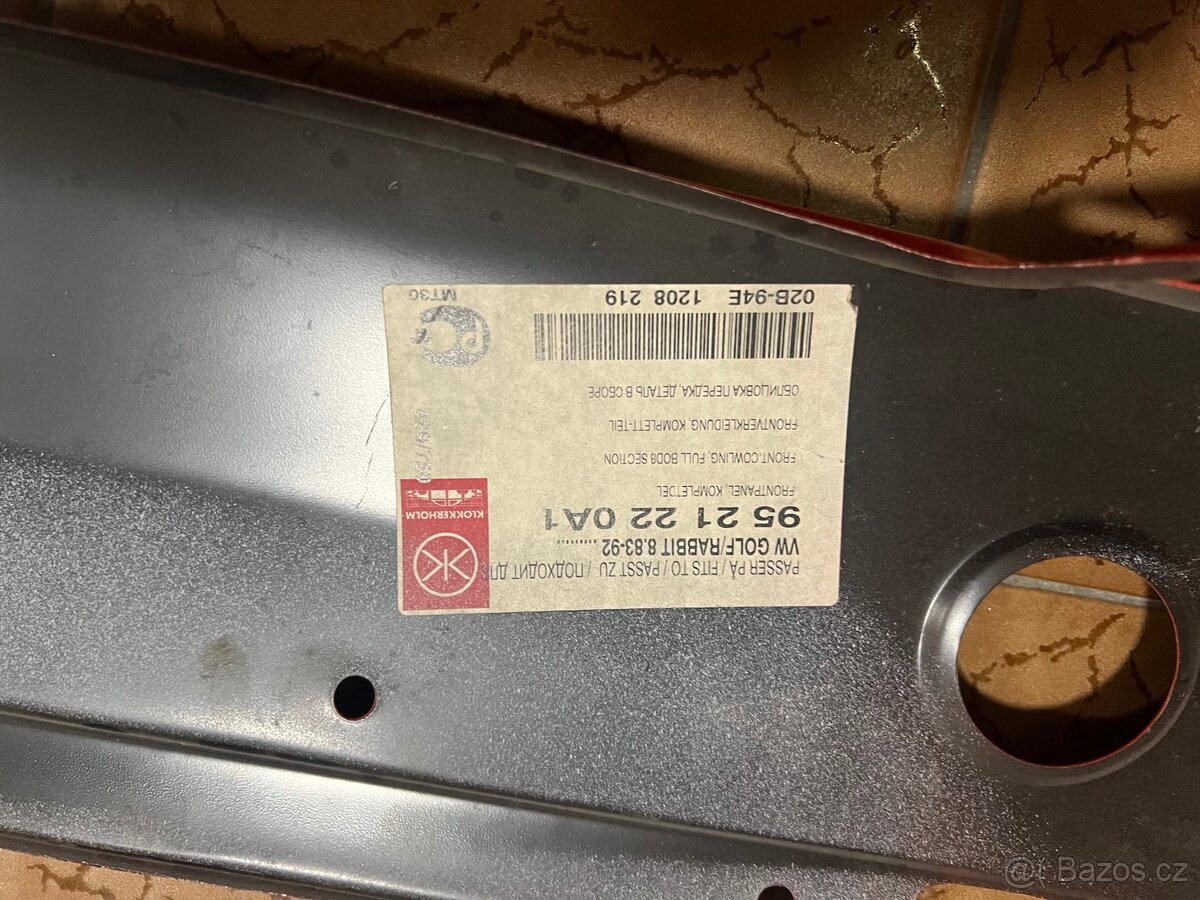 PASSER PÅ / FITS TO / PASST ZU / ПОДХОДИТ ДЛЯ
VW GOLF/RABBIT 8.83-92
95 21 22 0A1
FRONTPANEL, KOMPLETDEL
FRONT-COWLING, FULL BODB SECTION
FRONTVERKLEIDUNG, KOMPLETT-TEIL
ОБЛИЦОВКА ПЕРЕДКА, ДЕТАЛЬ В СБОРЕ
02B-94E 1208 219
MT30
KLOKKERHOLM
Bazos.cz